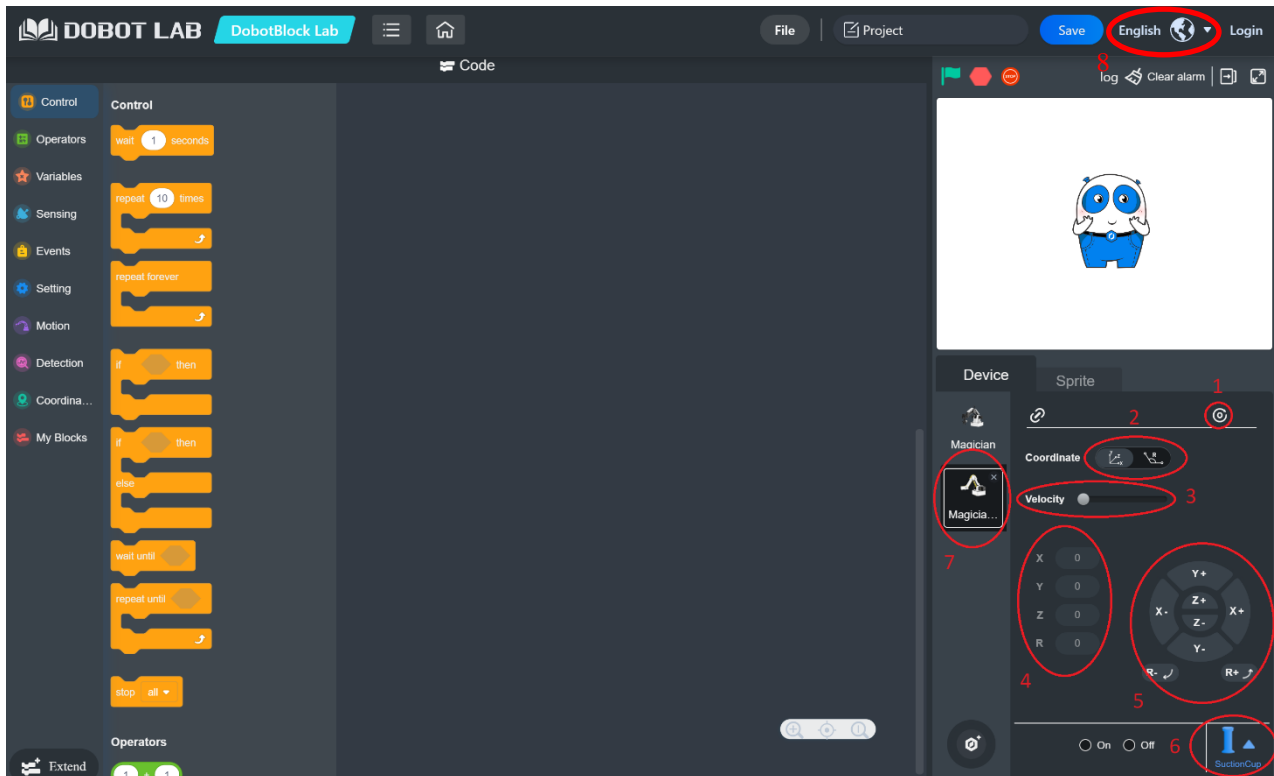 DOBOT LAB
DobotBlock Lab
File
Project
Save
English
Login
8
Code
STOP
log
Clear alarm
Control
Operators
Variables
Sensing
Events
Setting
Motion
Detection
Coordina...
My Blocks
Extend
Control
wait 1 seconds
repeat 10 times
repeat forever
if then
if then
else
wait until
repeat until
stop all
Operators
1 + 1
Device
Sprite
1
Magician
2
Coordinate
Magicia...
7
Velocity
3
X 0
Y 0
Z 0
R 0
4
Y+
Z+
X-
X+
Z-
Y-
R-
R+
5
On
Off
6
SuctionCup